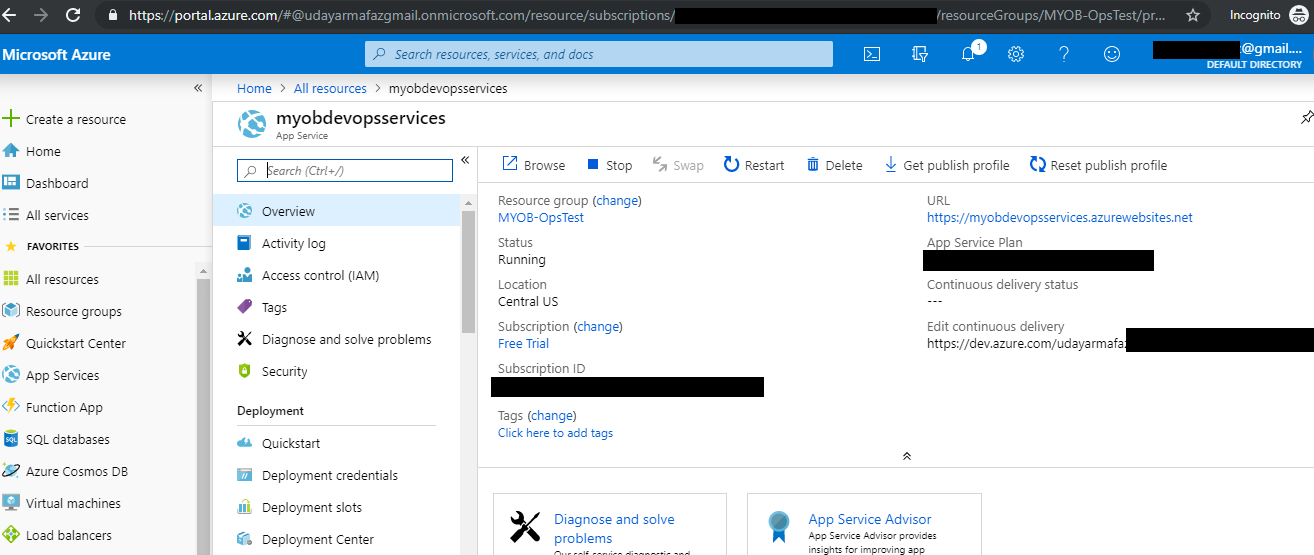 https://portal.azure.com/#@udayarmafazgmail.onmicrosoft.com/resource/subscriptions/ /resourceGroups/MYOB-OpsTest/pr...
Incognito
Microsoft Azure
Search resources, services, and docs
1
:@gmail....
DEFAULT DIRECTORY
Home > All resources > myobdevopsservices
myobdevopsservices
App Service
Create a resource
Home
Dashboard
All services
FAVORITES
All resources
Resource groups
Quickstart Center
App Services
Function App
SQL databases
Azure Cosmos DB
Virtual machines
Load balancers
Search (Ctrl+/)
Overview
Activity log
Access control (IAM)
Tags
Diagnose and solve problems
Security
Deployment
Quickstart
Deployment credentials
Deployment slots
Deployment Center
Browse Stop Swap Restart Delete Get publish profile Reset publish profile
Resource group (change)
MYOB-OpsTest
Status
Running
Location
Central US
Subscription (change)
Free Trial
Subscription ID
Tags (change)
Click here to add tags
URL
https://myobdevopsservices.azurewebsites.net
App Service Plan
Continuous delivery status
---
Edit continuous delivery
https://dev.azure.com/udayarmafaz
Diagnose and solve
problems
Our self-service diagnostic and
App Service Advisor
App Service Advisor provides
insights for improving app